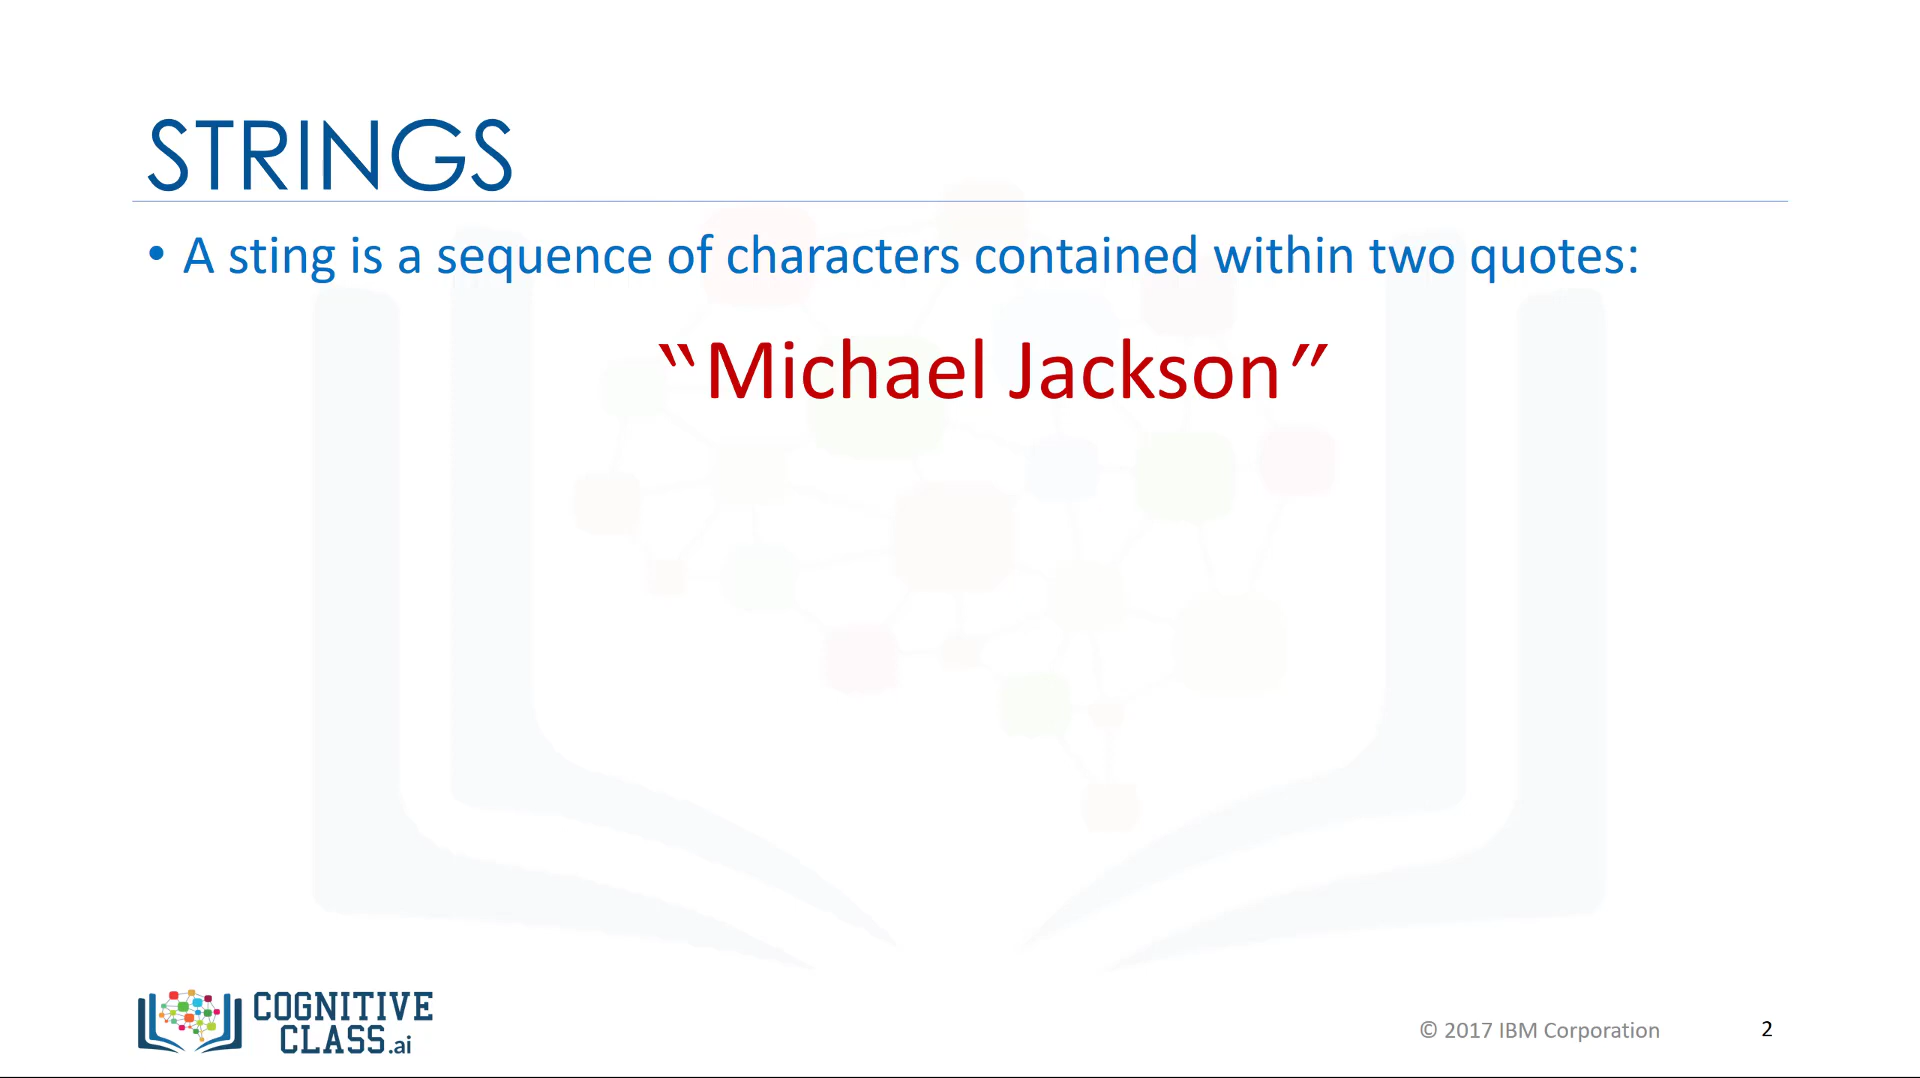 STRINGS
• A sting is a sequence of characters contained within two quotes:
‟Michael Jackson”
COGNITIVE
CLASS.ai
© 2017 IBM Corporation
2